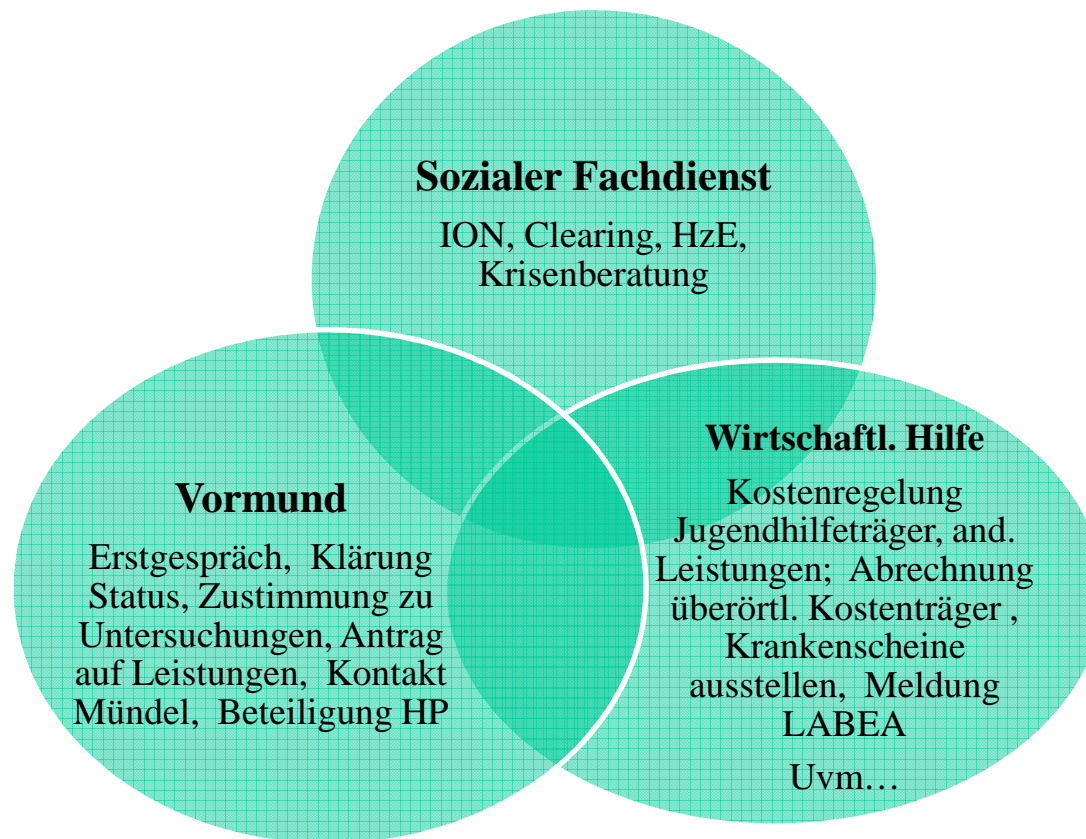 Sozialer Fachdienst
ION, Clearing, HzE,
Krisenberatung
Vormund
Erstgespräch, Klärung
Status, Zustimmung zu
Untersuchungen, Antrag
auf Leistungen, Kontakt
Mündel, Beteiligung HP
Wirtschaftl. Hilfe
Kostenregelung
Jugendhilfeträger, and.
Leistungen; Abrechnung
überörtl. Kostenträger ,
Krankenscheine
ausstellen, Meldung
LABEA
Uvm…